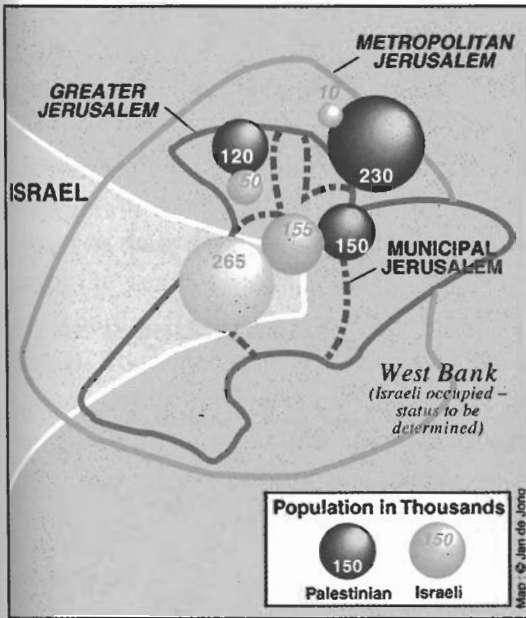 METROPOLITAN
JERUSALEM
GREATER
JERUSALEM
10
120
230
50
ISRAEL
155
150
265
MUNICIPAL
JERUSALEM
West Bank
(Israeli occupied –
status to be
determined)
Population in Thousands
150
150
Palestinian
Israeli
Map : © Jan de Jong